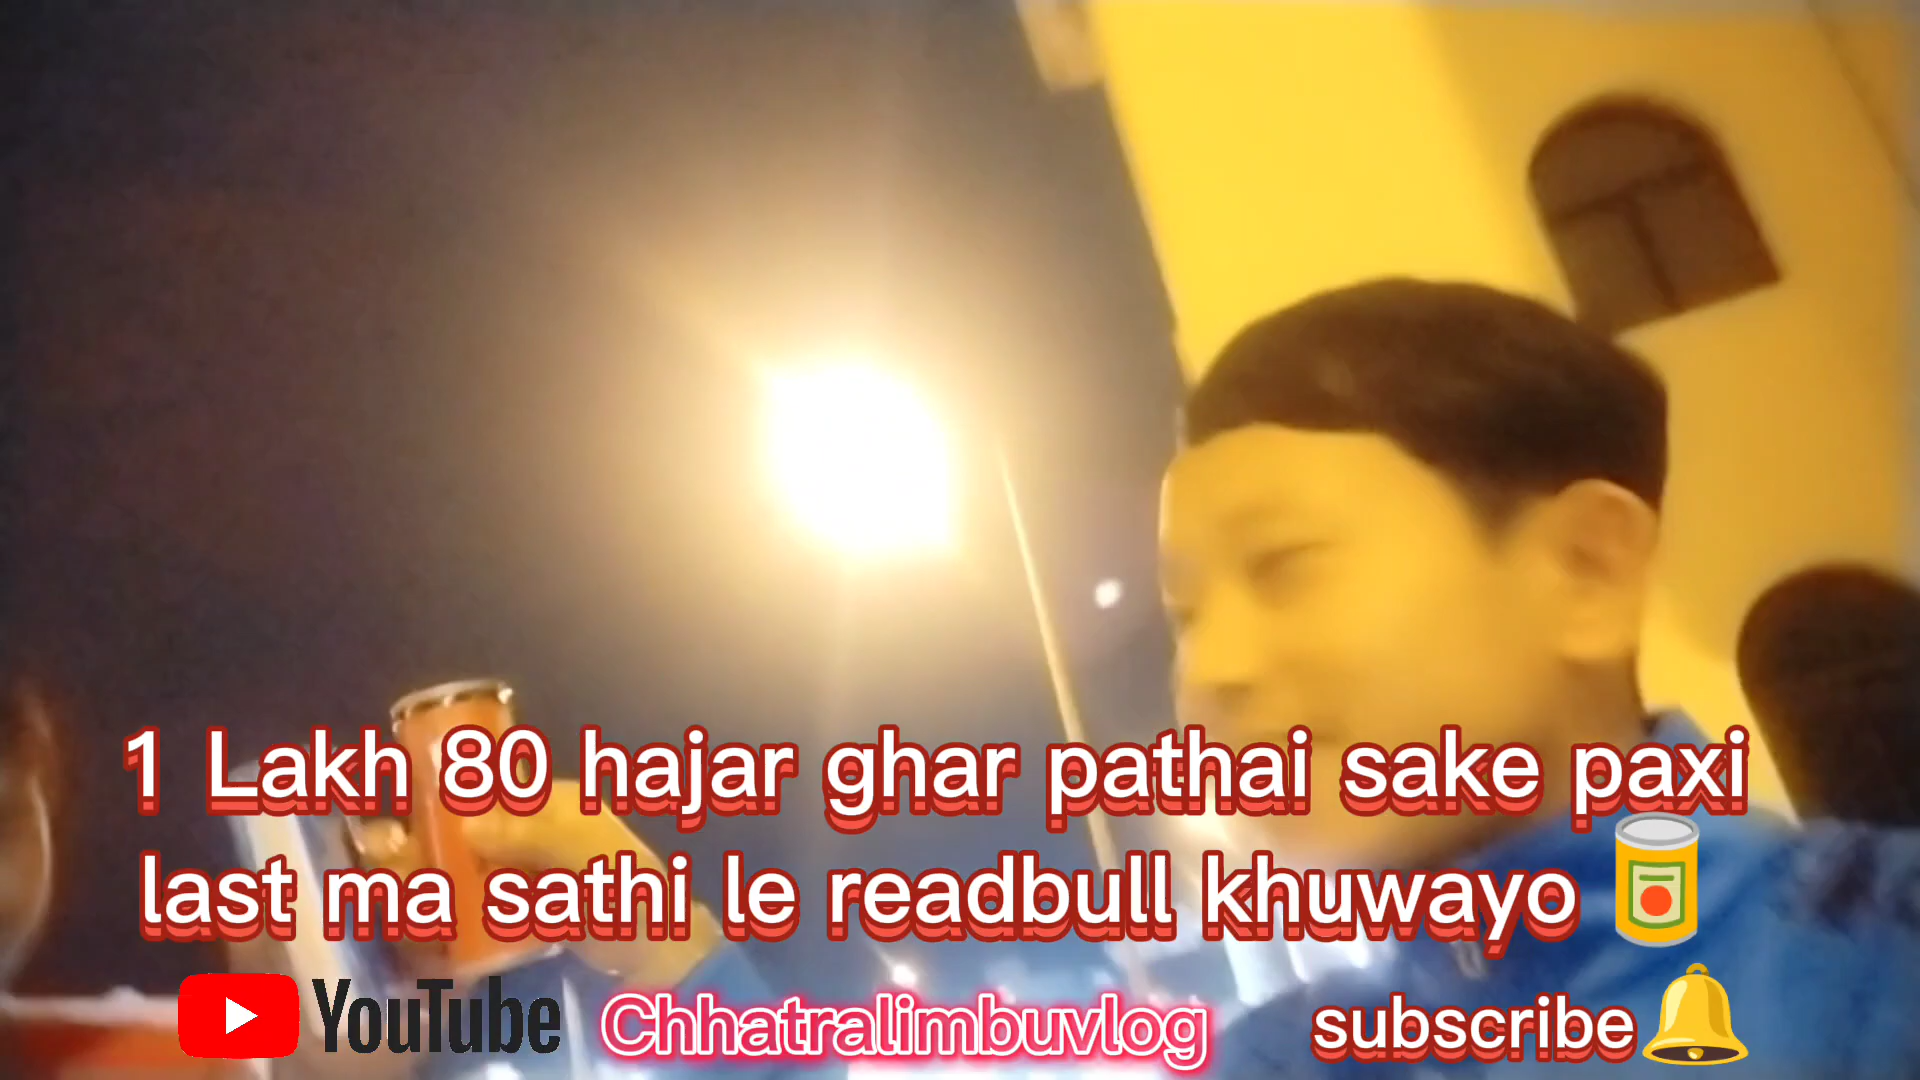 1 Lakh 80 hajar ghar pathai sake paxi
last ma sathi le readbull khuwayo
YouTube Chhatralimbuvlog subscribe